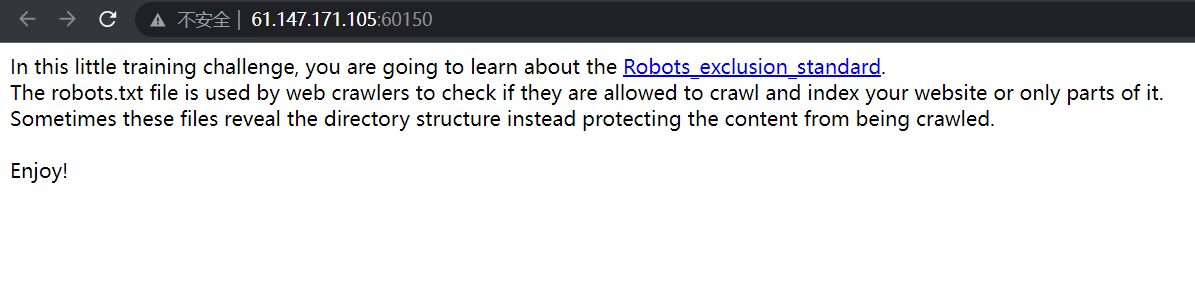 不安全 | 61.147.171.105:60150
In this little training challenge, you are going to learn about the Robots_exclusion_standard.
The robots.txt file is used by web crawlers to check if they are allowed to crawl and index your website or only parts of it.
Sometimes these files reveal the directory structure instead protecting the content from being crawled.
Enjoy!